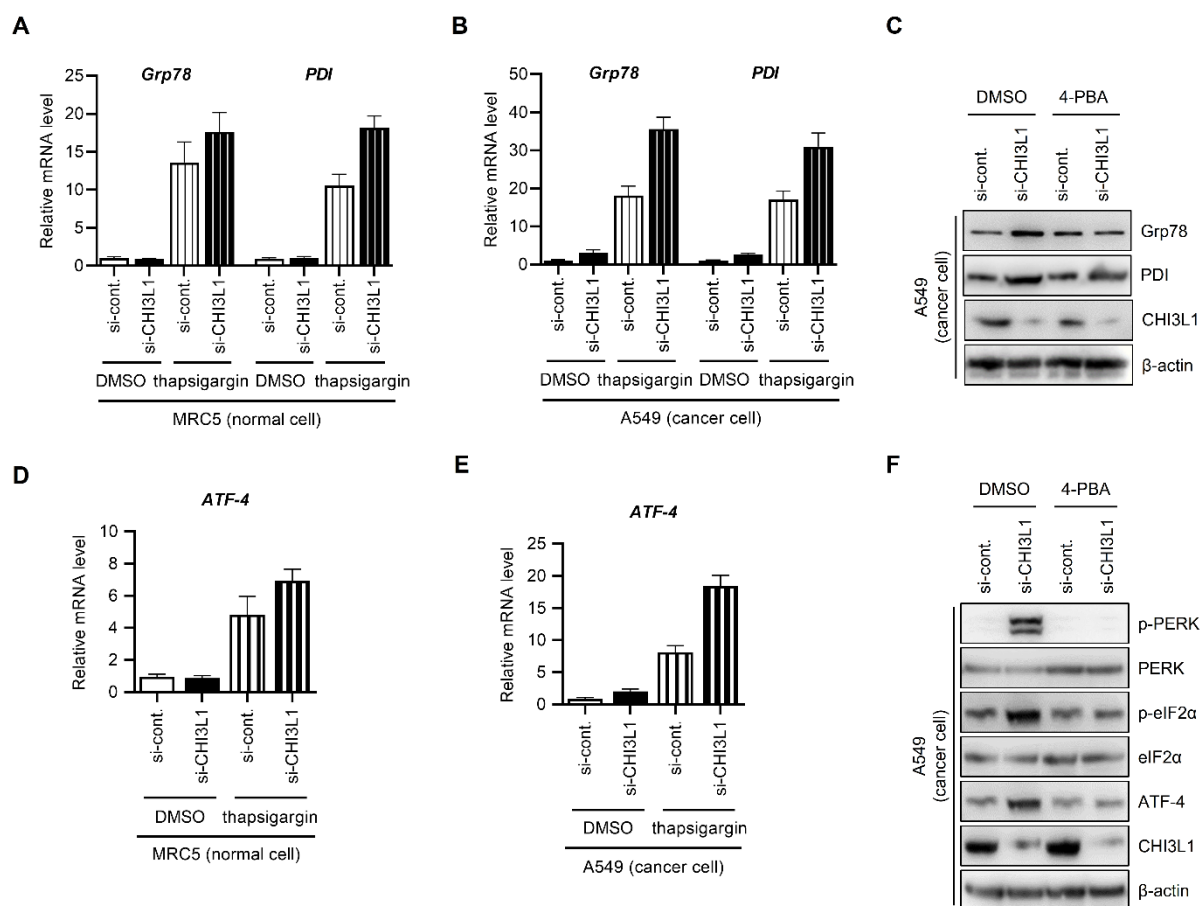 A
Grp78 PDI
Relative mRNA level
25
20
15
10
5
0
si-cont.
si-CHI3L1
si-cont.
si-CHI3L1
si-cont.
si-CHI3L1
si-cont.
si-CHI3L1
DMSO thapsigargin DMSO thapsigargin
MRC5 (normal cell)
B
Grp78 PDI
Relative mRNA level
50
40
30
20
10
0
si-cont.
si-CHI3L1
si-cont.
si-CHI3L1
si-cont.
si-CHI3L1
si-cont.
si-CHI3L1
DMSO thapsigargin DMSO thapsigargin
A549 (cancer cell)
C
DMSO 4-PBA
si-cont.
si-CHI3L1
si-cont.
si-CHI3L1
A549
(cancer cell)
Grp78
PDI
CHI3L1
β-actin
D
ATF-4
Relative mRNA level
10
8
6
4
2
0
si-cont.
si-CHI3L1
si-cont.
si-CHI3L1
DMSO thapsigargin
MRC5 (normal cell)
E
ATF-4
Relative mRNA level
25
20
15
10
5
0
si-cont.
si-CHI3L1
si-cont.
si-CHI3L1
DMSO thapsigargin
A549 (cancer cell)
F
DMSO 4-PBA
si-cont.
si-CHI3L1
si-cont.
si-CHI3L1
A549
(cancer cell)
p-PERK
PERK
p-eIF2α
eIF2α
ATF-4
CHI3L1
β-actin